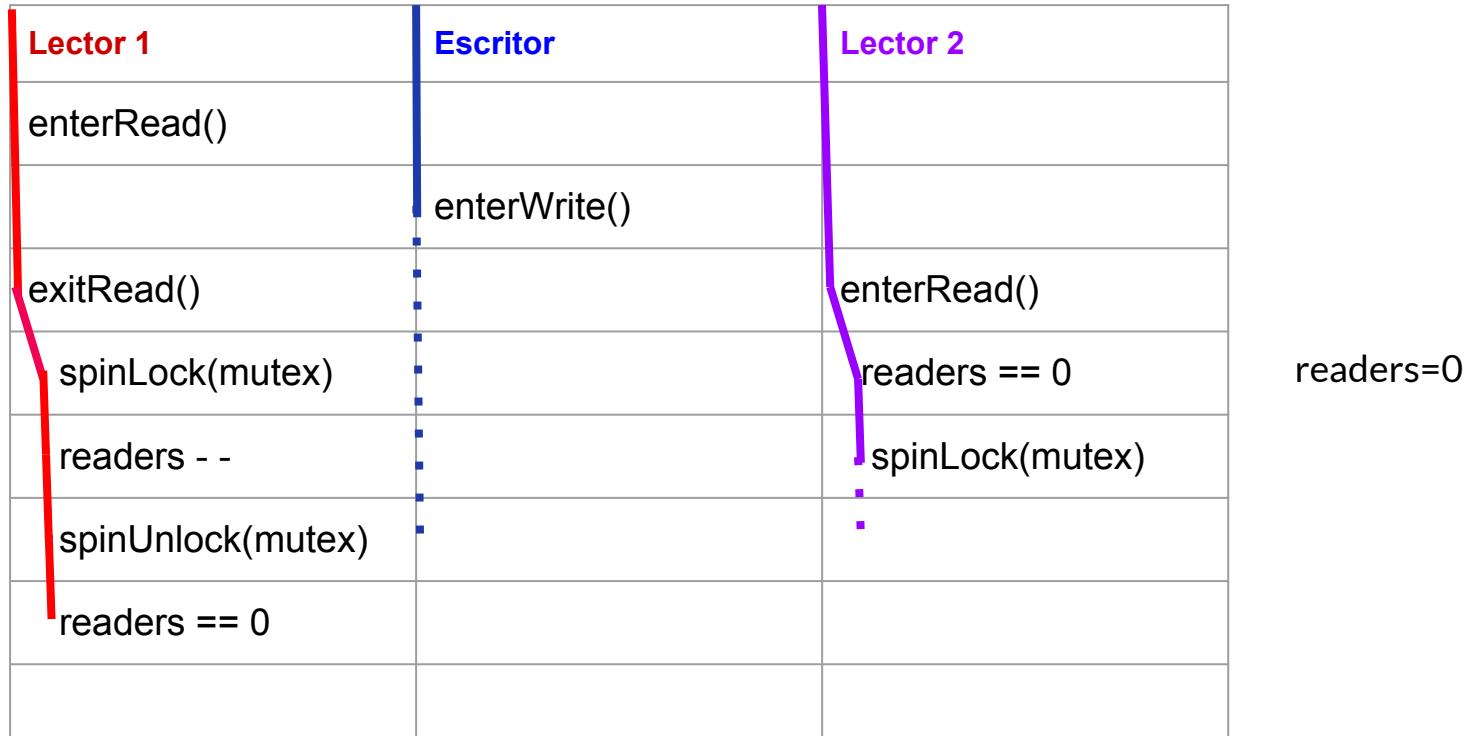 Lector 1 Escritor Lector 2
enterRead()
enterWrite()
exitRead() enterRead()
spinLock(mutex) readers == 0 readers=0
readers - - spinLock(mutex)
spinUnlock(mutex)
readers == 0